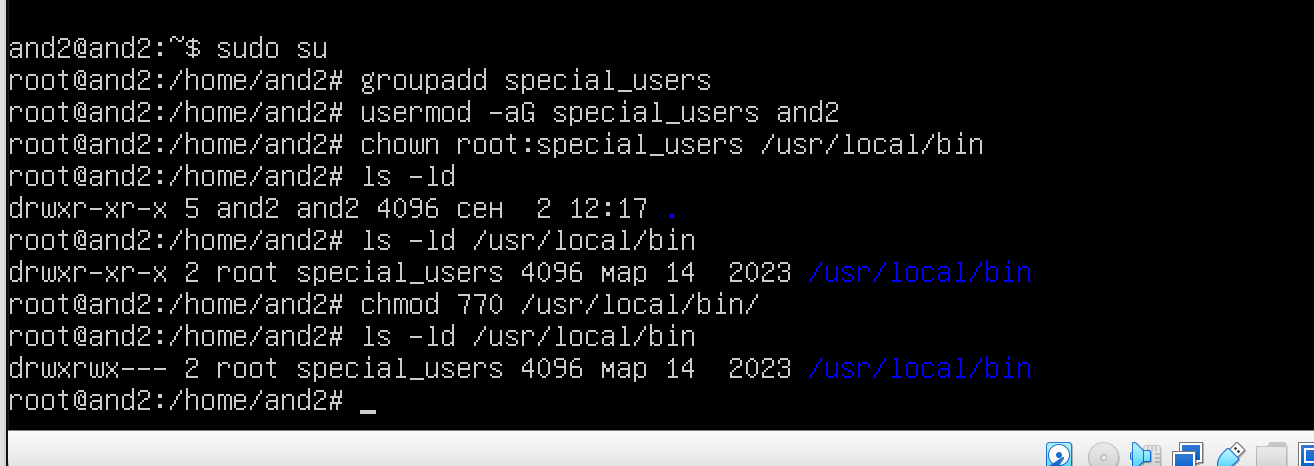 and2@and2:~$ sudo su
root@and2:/home/and2# groupadd special_users
root@and2:/home/and2# usermod -aG special_users and2
root@and2:/home/and2# chown root:special_users /usr/local/bin
root@and2:/home/and2# ls -ld
drwxr-xr-x 5 and2 and2 4096 сен  2 12:17 .
root@and2:/home/and2# ls -ld /usr/local/bin
drwxr-xr-x 2 root special_users 4096 мар 14  2023 /usr/local/bin
root@and2:/home/and2# chmod 770 /usr/local/bin/
root@and2:/home/and2# ls -ld /usr/local/bin
drwxrwx--- 2 root special_users 4096 мар 14  2023 /usr/local/bin
root@and2:/home/and2# _